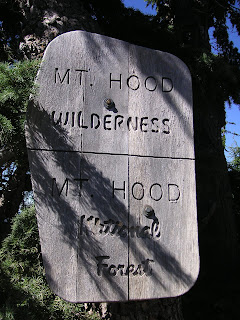 MT. HOOD
WILDERNESS
MT. HOOD
National
Forest